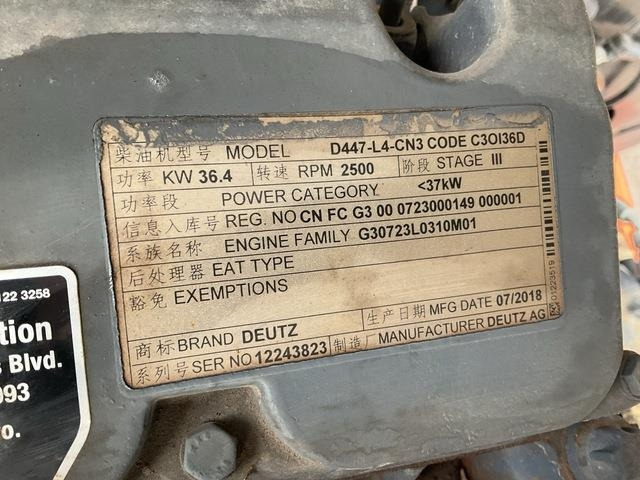 柴油机型号 MODEL D447-L4-CN3 CODE C3OI36D
功率 KW 36.4 转速 RPM 2500 阶段 STAGE III
功率段 POWER CATEGORY <37kW
信息入库号 REG. NO CN FC G3 00 0723000149 000001
系族名称 ENGINE FAMILY G30723L0310M01
后处理器 EAT TYPE
豁免 EXEMPTIONS
商标 BRAND DEUTZ 生产日期 MFG DATE 07/2018
系列号 SER NO 12243823 制造厂 MANUFACTURER DEUTZ AG
01223519
122 3258
tion
s Blvd.
093
o.